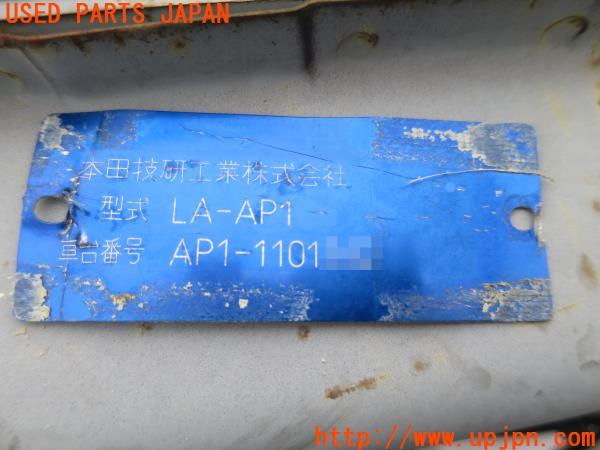 USED PARTS JAPAN
本田技研工業株式会社
型式 LA-AP1
車台番号 AP1-1101
UPJ
http://www.upjpn.com/